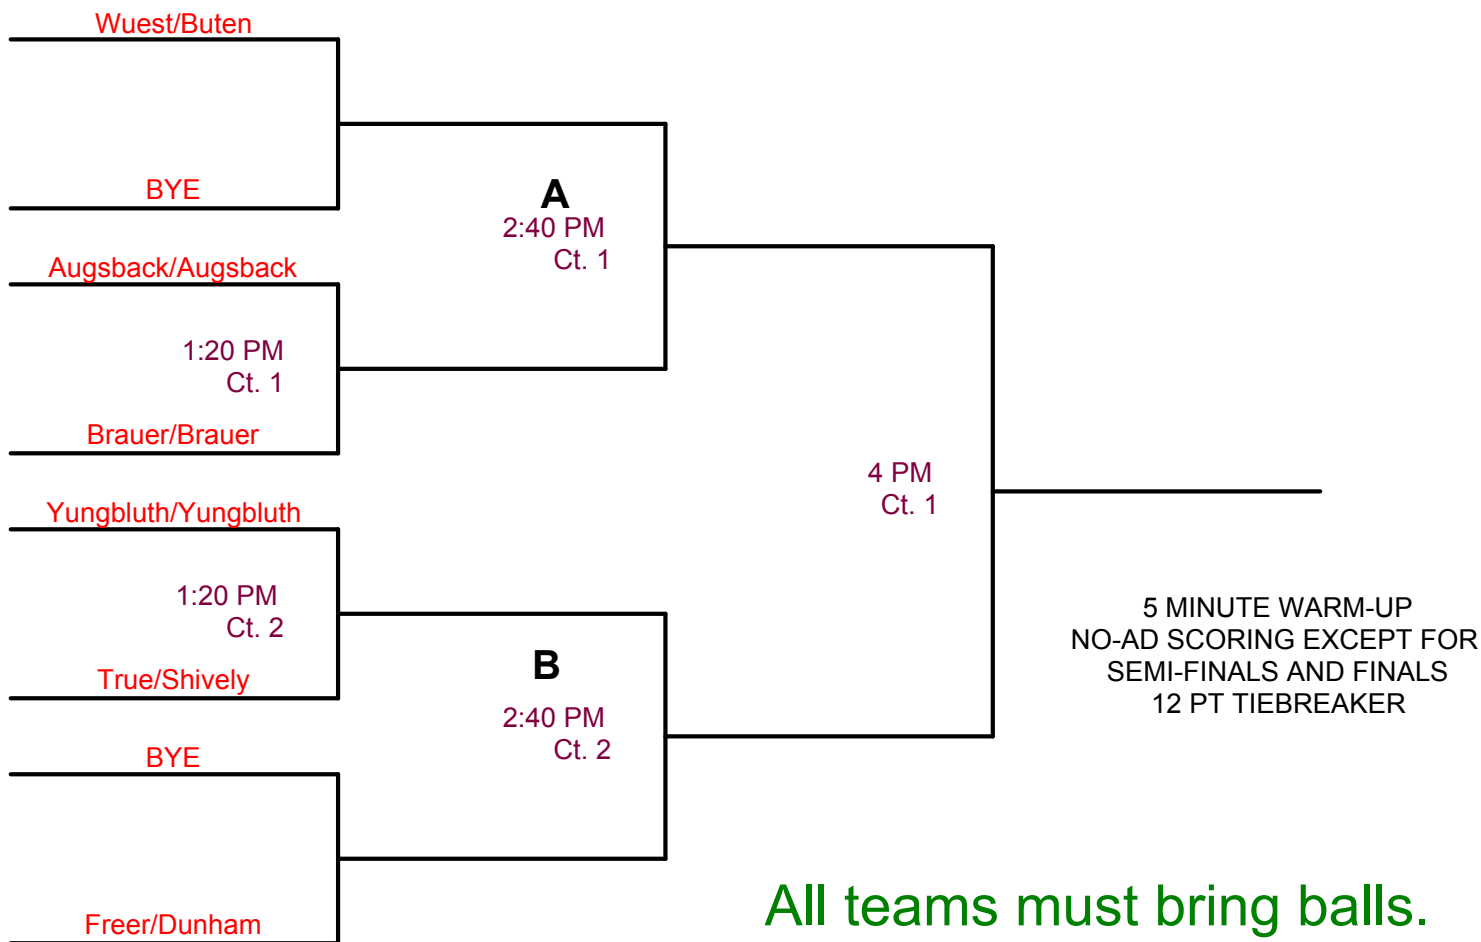 Wuest/Buten
BYE
A
2:40 PM
Ct. 1
Augsback/Augsback
1:20 PM
Ct. 1
Brauer/Brauer
4 PM
Ct. 1
Yungbluth/Yungbluth
1:20 PM
Ct. 2
True/Shively
B
2:40 PM
Ct. 2
BYE
Freer/Dunham
5 MINUTE WARM-UP
NO-AD SCORING EXCEPT FOR
SEMI-FINALS AND FINALS
12 PT TIEBREAKER
All teams must bring balls.